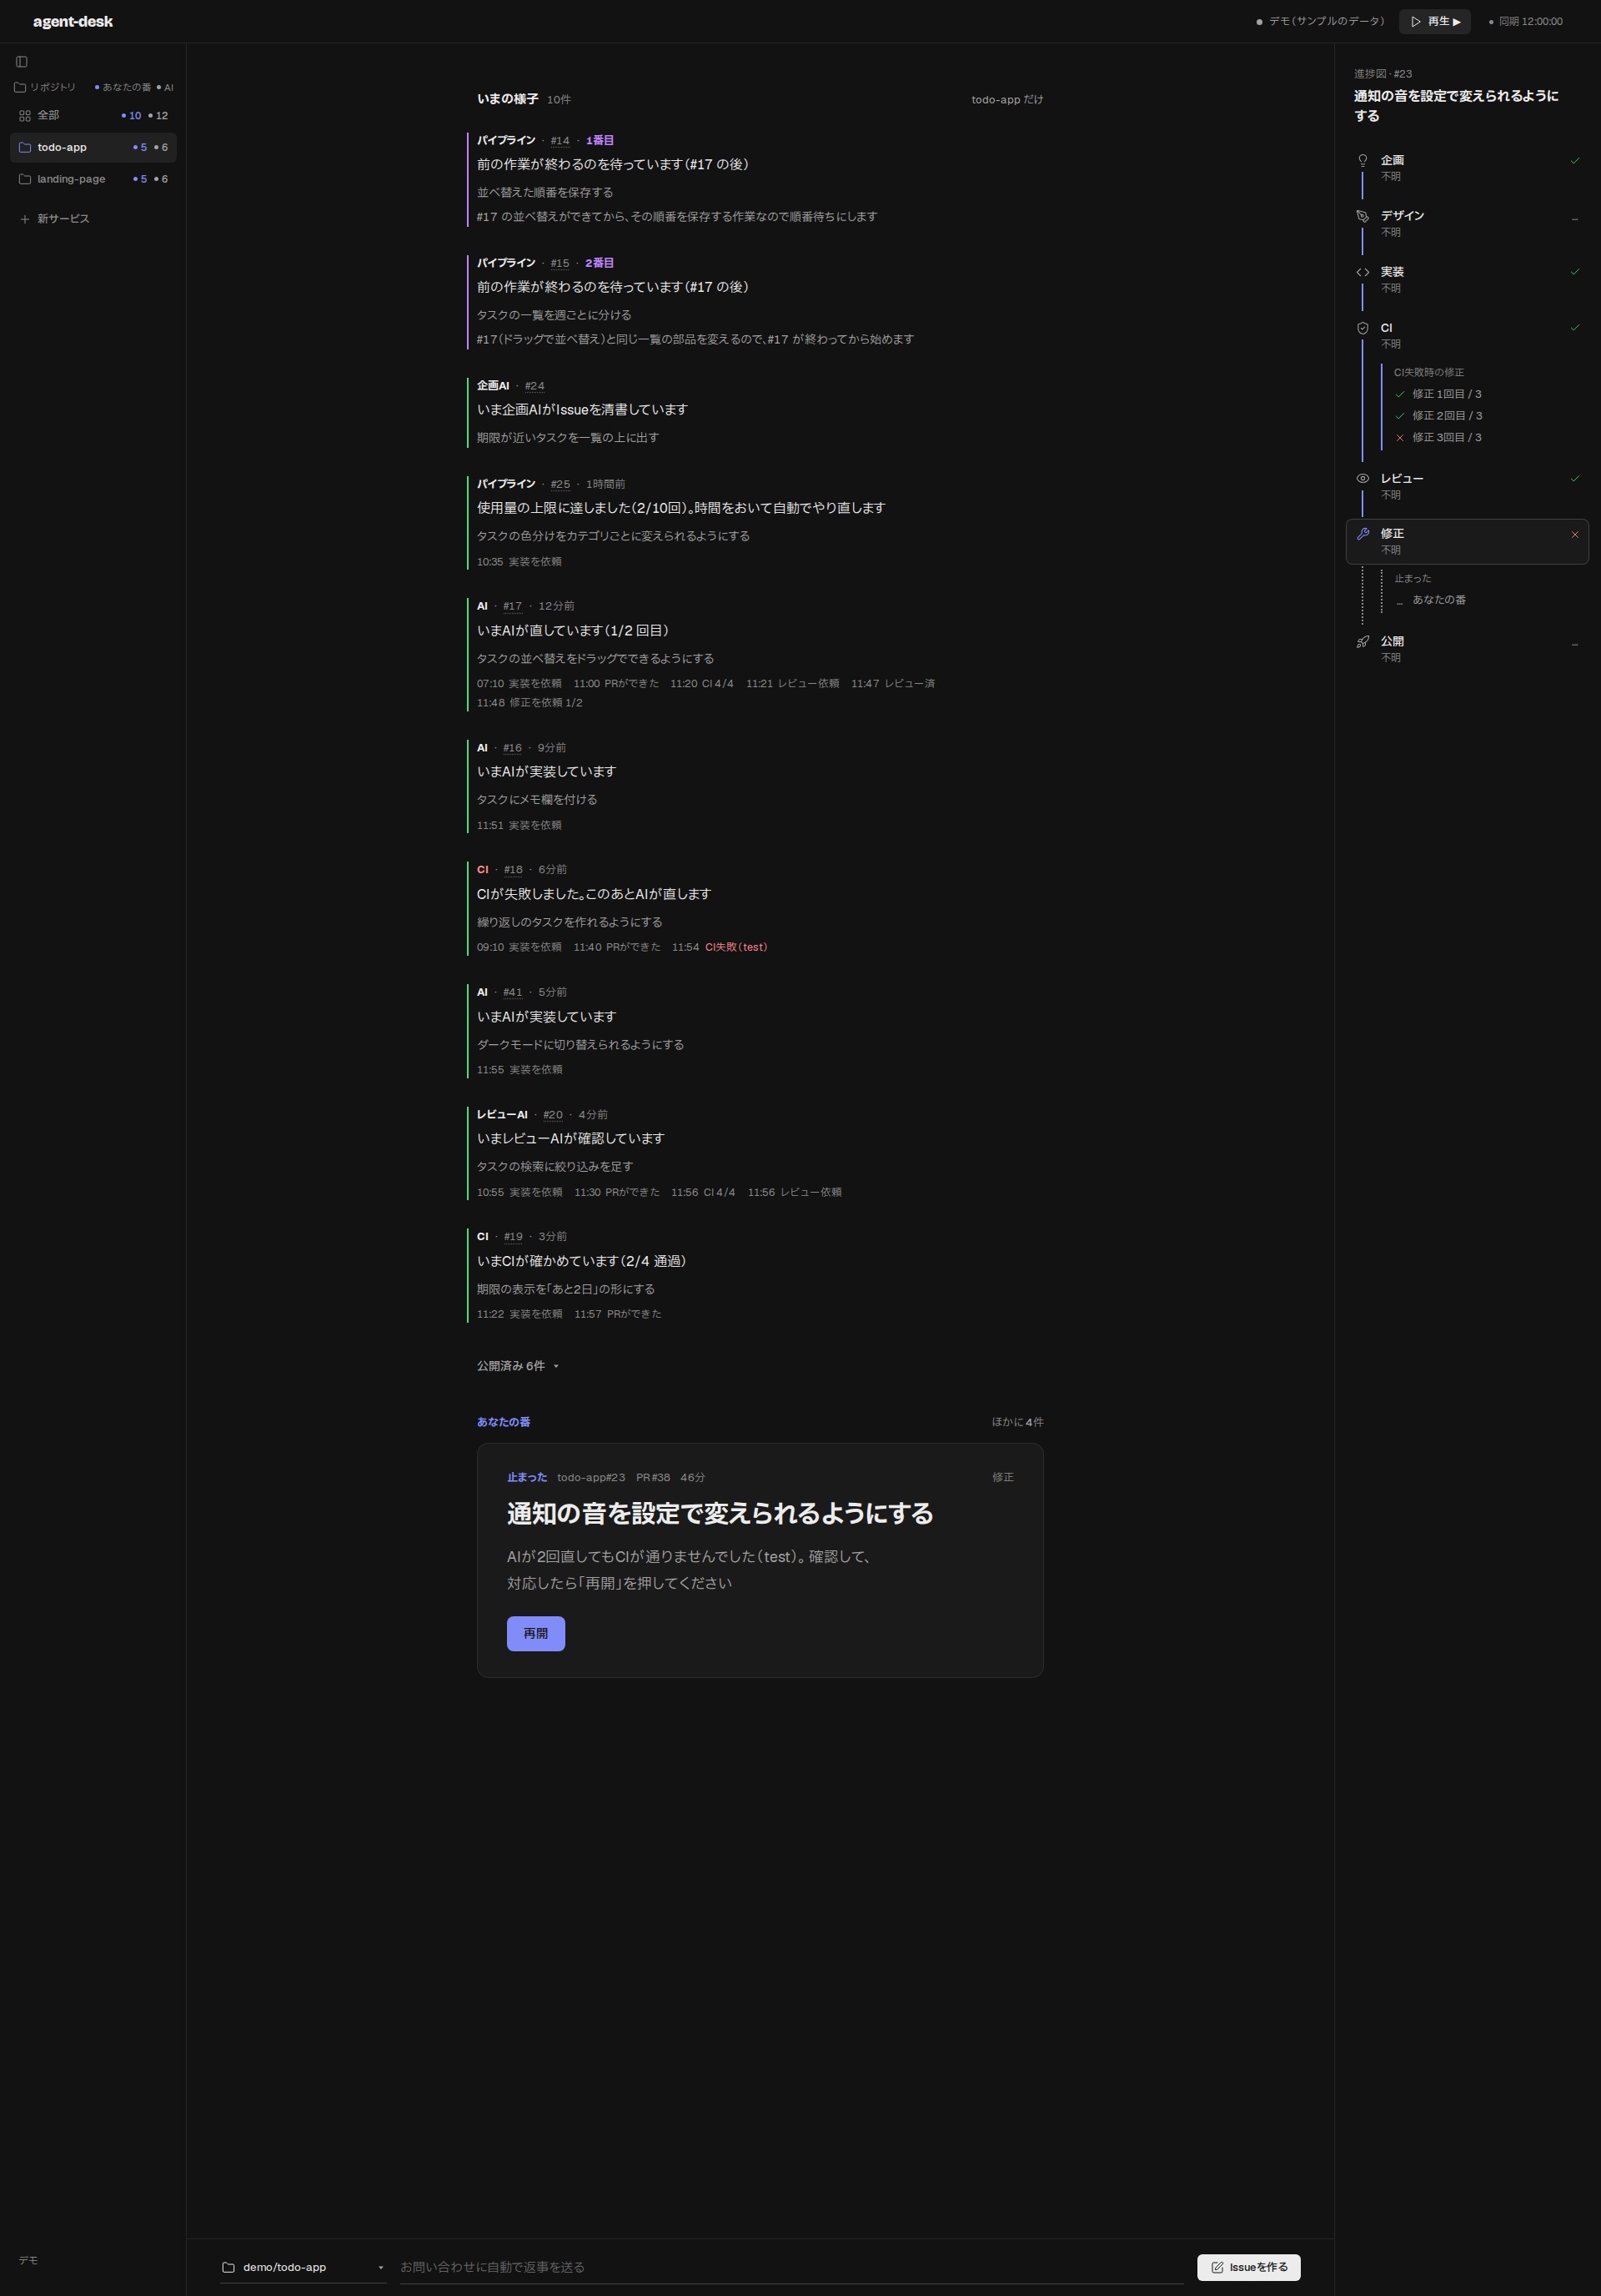 agent-desk
デモ(サンプルのデータ)
再生 ▶
同期 12:00:00
リポジトリ
あなたの番 AI
全部 10 12
todo-app 5 6
landing-page 5 6
新サービス
デモ
いまの様子 10件
todo-app だけ
パイプライン · #14 · 1番目
前の作業が終わるのを待っています(#17 の後)
並べ替えた順番を保存する
#17 の並べ替えができてから、その順番を保存する作業なので順番待ちにします
パイプライン · #15 · 2番目
前の作業が終わるのを待っています(#17 の後)
タスクの一覧を週ごとに分ける
#17(ドラッグで並べ替え)と同じ一覧の部品を変えるので、#17 が終わってから始めます
企画AI · #24
いま企画AIがIssueを清書しています
期限が近いタスクを一覧の上に出す
パイプライン · #25 · 1時間前
使用量の上限に達しました(2/10回)。時間をおいて自動でやり直します
タスクの色分けをカテゴリごとに変えられるようにする
10:35 実装を依頼
AI · #17 · 12分前
いまAIが直しています(1/2 回目)
タスクの並べ替えをドラッグでできるようにする
07:10 実装を依頼 11:00 PRができた 11:20 CI 4/4 11:21 レビュー依頼 11:47 レビュー済
11:48 修正を依頼 1/2
AI · #16 · 9分前
いまAIが実装しています
タスクにメモ欄を付ける
11:51 実装を依頼
CI · #18 · 6分前
CIが失敗しました。このあとAIが直します
繰り返しのタスクを作れるようにする
09:10 実装を依頼 11:40 PRができた 11:54 CI失敗(test)
AI · #41 · 5分前
いまAIが実装しています
ダークモードに切り替えられるようにする
11:55 実装を依頼
レビューAI · #20 · 4分前
いまレビューAIが確認しています
タスクの検索に絞り込みを足す
10:55 実装を依頼 11:30 PRができた 11:56 CI 4/4 11:56 レビュー依頼
CI · #19 · 3分前
いまCIが確かめています(2/4 通過)
期限の表示を「あと2日」の形にする
11:22 実装を依頼 11:57 PRができた
公開済み 6件
あなたの番
ほかに 4件
止まった todo-app#23 PR #38 46分
修正
通知の音を設定で変えられるようにする
AIが2回直してもCIが通りませんでした(test)。確認して、
対応したら「再開」を押してください
再開
demo/todo-app
お問い合わせに自動で返事を送る
Issueを作る
進捗図 · #23
通知の音を設定で変えられるように
する
企画
不明
デザイン
不明
実装
不明
CI
不明
CI失敗時の修正
修正 1回目 / 3
修正 2回目 / 3
修正 3回目 / 3
レビュー
不明
修正
不明
止まった
あなたの番
公開
不明